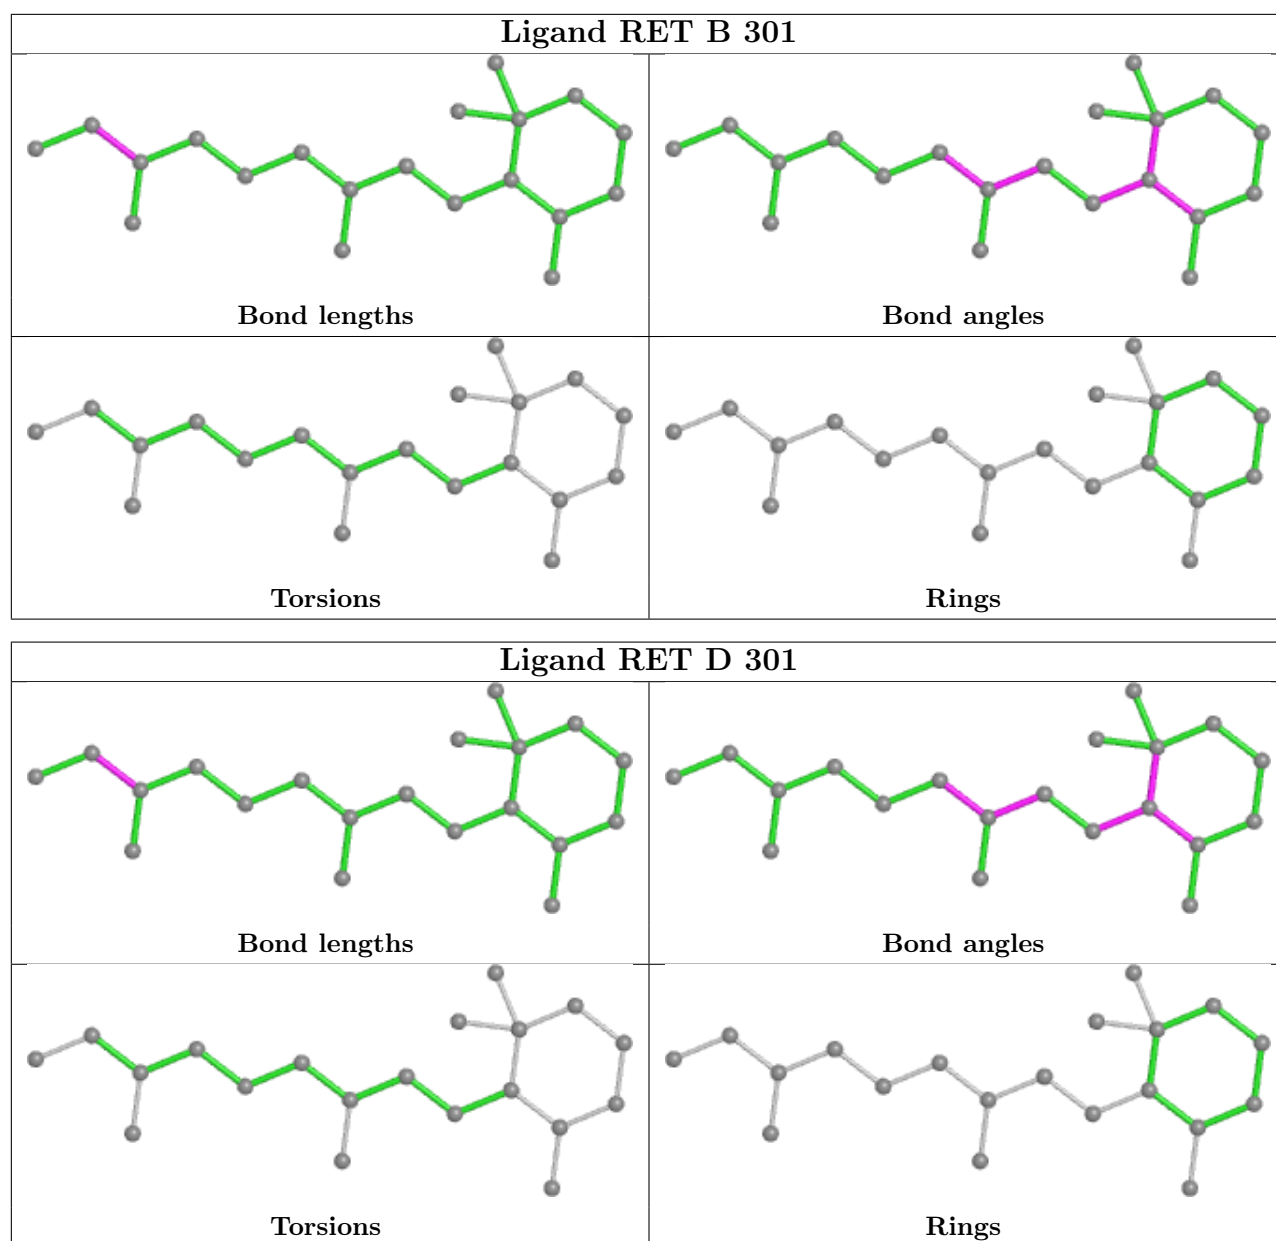 Ligand RET B 301
Bond lengths
Bond angles
Torsions
Rings
Ligand RET D 301
Bond lengths
Bond angles
Torsions
Rings